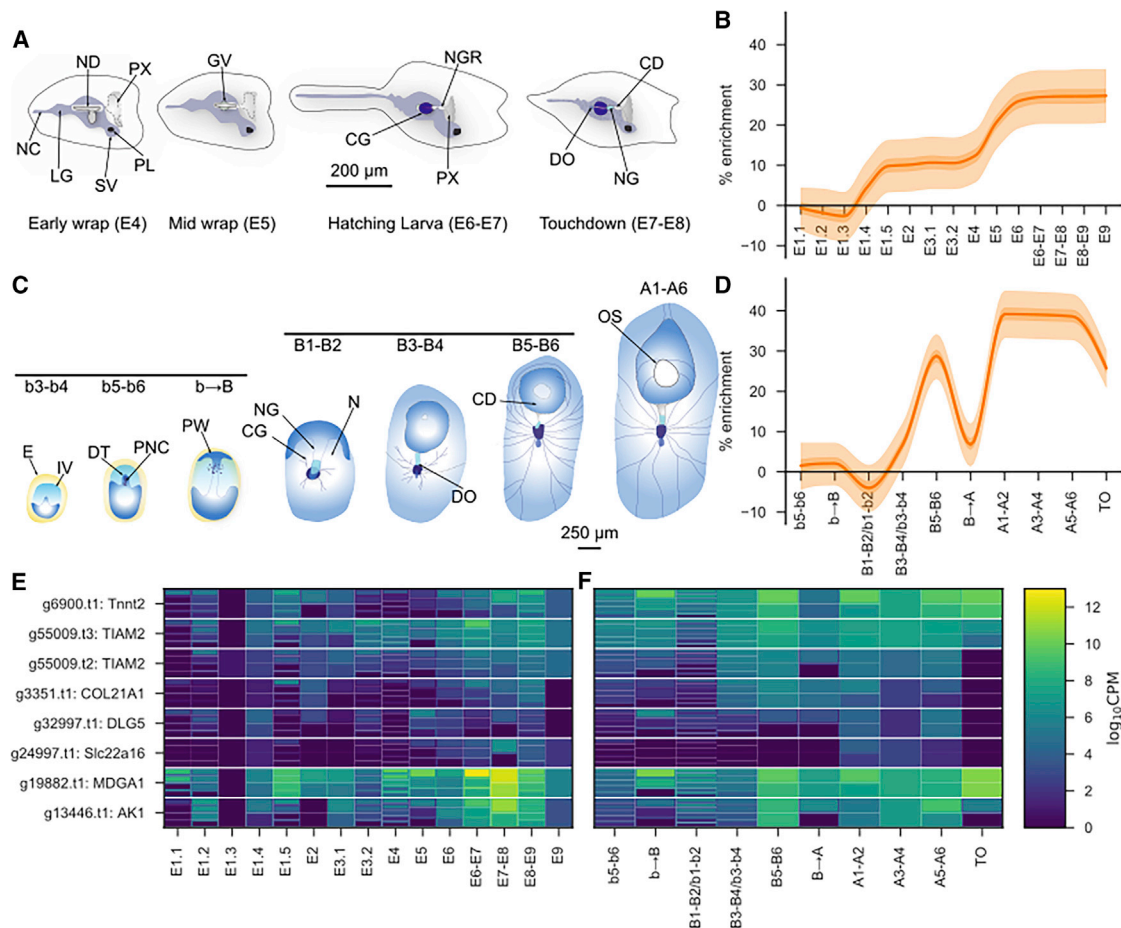 A
ND
PX
GV
NGR
CD
NC
LG
SV
PL
CG
PX
DO
NG
200 µm
Early wrap (E4)
Mid wrap (E5)
Hatching Larva (E6-E7)
Touchdown (E7-E8)
B
% enrichment
40
30
20
10
0
−10
E1.1
E1.2
E1.3
E1.4
E1.5
E2
E3.1
E3.2
E4
E5
E6
E6-E7
E7-E8
E8-E9
E9
C
b3-b4
b5-b6
b→B
B1-B2
B3-B4
B5-B6
A1-A6
E
IV
DT
PNC
PW
NG
CG
N
DO
CD
OS
250 µm
D
% enrichment
40
30
20
10
0
−10
b5-b6
b→B
B1-B2/b1-b2
B3-B4/b3-b4
B5-B6
B→A
A1-A2
A3-A4
A5-A6
TO
E
g6900.t1: Tnnt2
g55009.t3: TIAM2
g55009.t2: TIAM2
g3351.t1: COL21A1
g32997.t1: DLG5
g24997.t1: Slc22a16
g19882.t1: MDGA1
g13446.t1: AK1
E1.1
E1.2
E1.3
E1.4
E1.5
E2
E3.1
E3.2
E4
E5
E6
E6-E7
E7-E8
E8-E9
E9
F
b5-b6
b→B
B1-B2/b1-b2
B3-B4/b3-b4
B5-B6
B→A
A1-A2
A3-A4
A5-A6
TO
12
10
8
6
4
2
0
log₁₀CPM